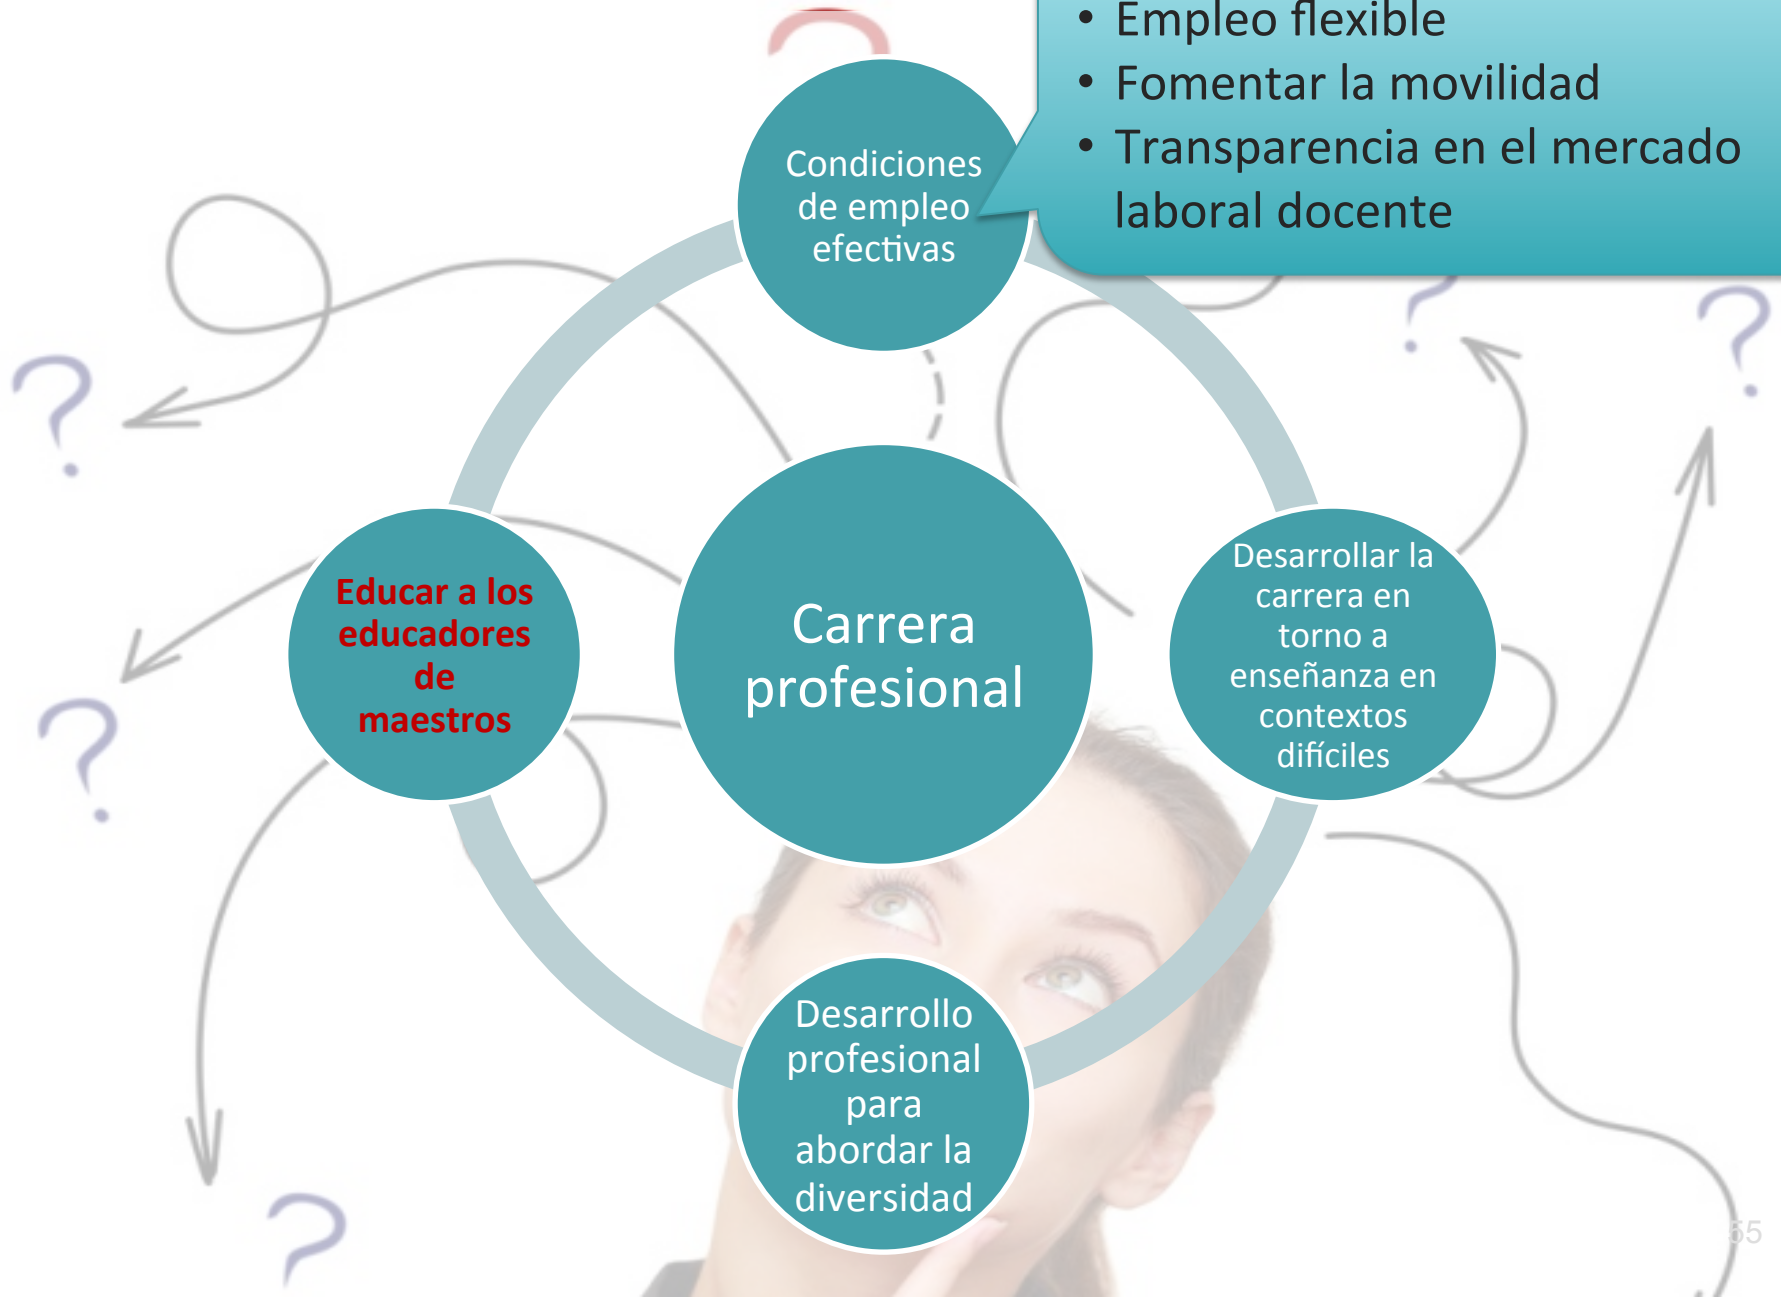 • Empleo flexible
• Fomentar la movilidad
• Transparencia en el mercado
laboral docente
Condiciones
de empleo
efectivas
Educar a los
educadores
de
maestros
Carrera
profesional
Desarrollar la
carrera en
torno a
enseñanza en
contextos
difíciles
Desarrollo
profesional
para
abordar la
diversidad
55